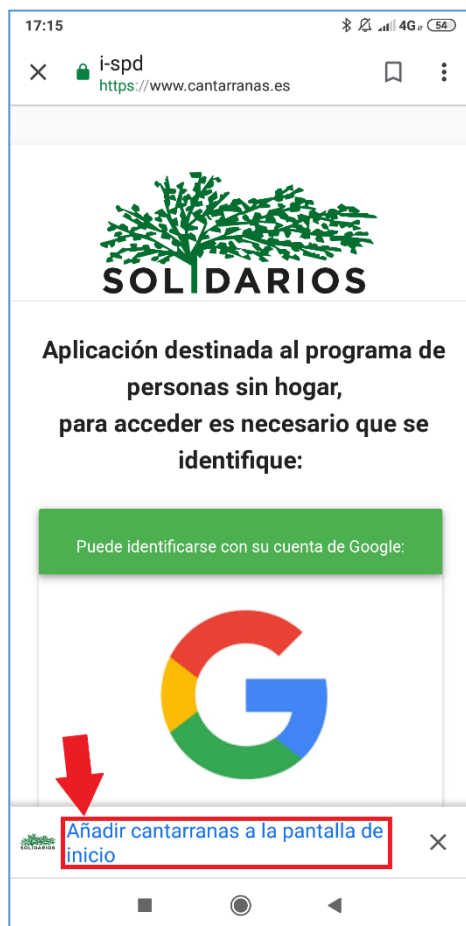 17:15
4G
54
i-spd
https://www.cantarranas.es
SOLIDARIOS
Aplicación destinada al programa de
personas sin hogar,
para acceder es necesario que se
identifique:
Puede identificarse con su cuenta de Google:
G
SOLIDARIOS
Añadir cantarranas a la pantalla de
inicio